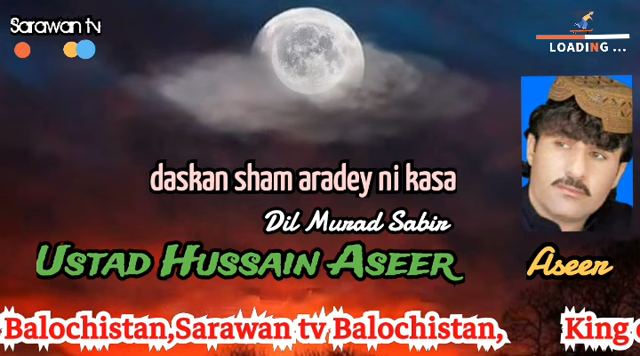 Sarawan tv
LOADING ...
daskan sham aradey ni kasa
Dil Murad Sabir
Ustad Hussain Aseer
Aseer
Balochistan,Sarawan tv Balochistan, King